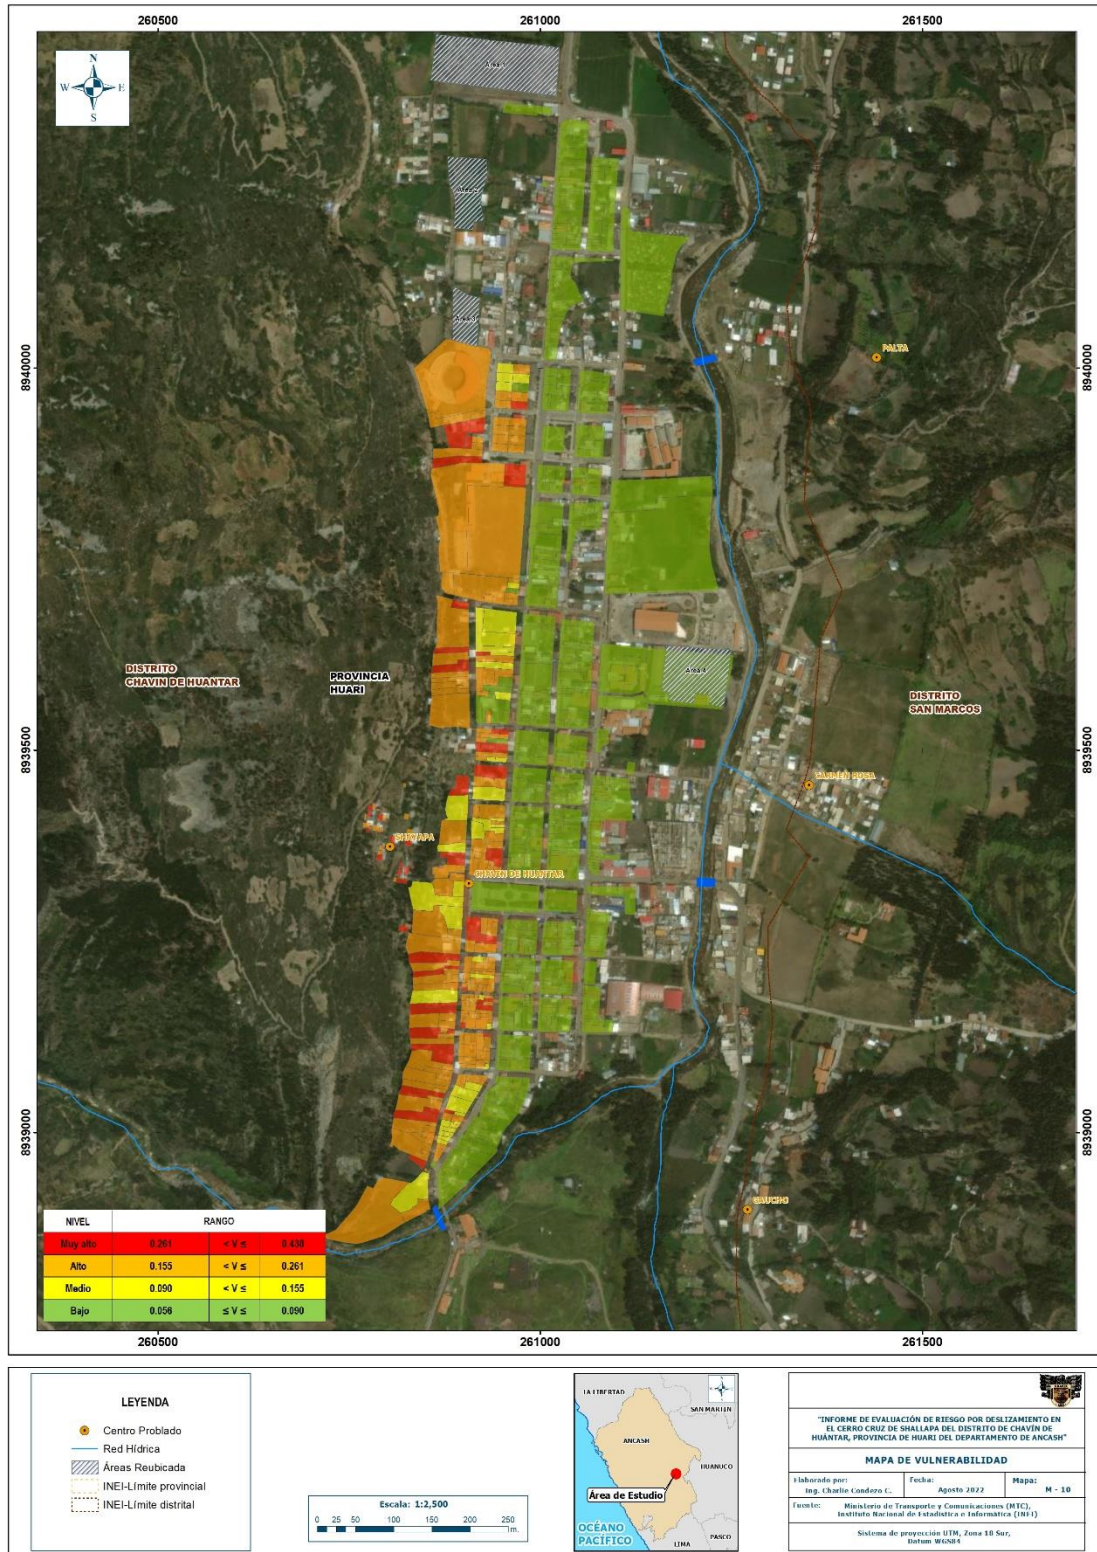 260500
261000
261500
N
W
E
S
Área 1
Área 2
Área 3
8940000
8940000
PALTA
DISTRITO
CHAVIN DE HUANTAR
PROVINCIA
HUARI
Área 4
DISTRITO
SAN MARCOS
8939500
8939500
CARMEN ROSA
CHAVIN DE HUANTAR
8939000
8939000
GAUCHO
NIVEL RANGO
Muy alto 0.261 < V ≤ 0.438
Alto 0.155 < V ≤ 0.261
Medio 0.090 < V ≤ 0.155
Bajo 0.056 ≤ V ≤ 0.090
260500
261000
261500
LEYENDA
Centro Problado
Red Hídrica
Áreas Reubicada
INEI-Límite provincial
INEI-Límite distrital
Escala: 1:2,500
0 25 50 100 150 200 250
m.
LA LIBERTAD
SAN MARTIN
ANCASH
HUANUCO
Área de Estudio
OCÉANO
PACÍFICO
PASCO
LIMA
"INFORME DE EVALUACIÓN DE RIESGO POR DESLIZAMIENTO EN
EL CERRO CRUZ DE SHALLAPA DEL DISTRITO DE CHAVÍN DE
HUÁNTAR, PROVINCIA DE HUARI DEL DEPARTAMENTO DE ANCASH"
MAPA DE VULNERABILIDAD
Elaborado por:
Ing. Charlie Condezo C.
Fecha:
Agosto 2022
Mapa:
M - 10
Fuente: Ministerio de Transporte y Comunicaciones (MTC),
Instituto Nacional de Estadística e Informática (INEI)
Sistema de proyección UTM, Zona 18 Sur,
Datum WGS84